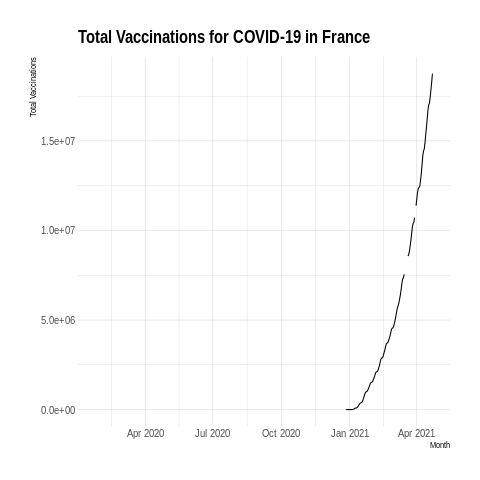 Total Vaccinations for COVID-19 in France
Total Vaccinations
1.5e+07
1.0e+07
5.0e+06
0.0e+00
Apr 2020 Jul 2020 Oct 2020 Jan 2021 Apr 2021
Month